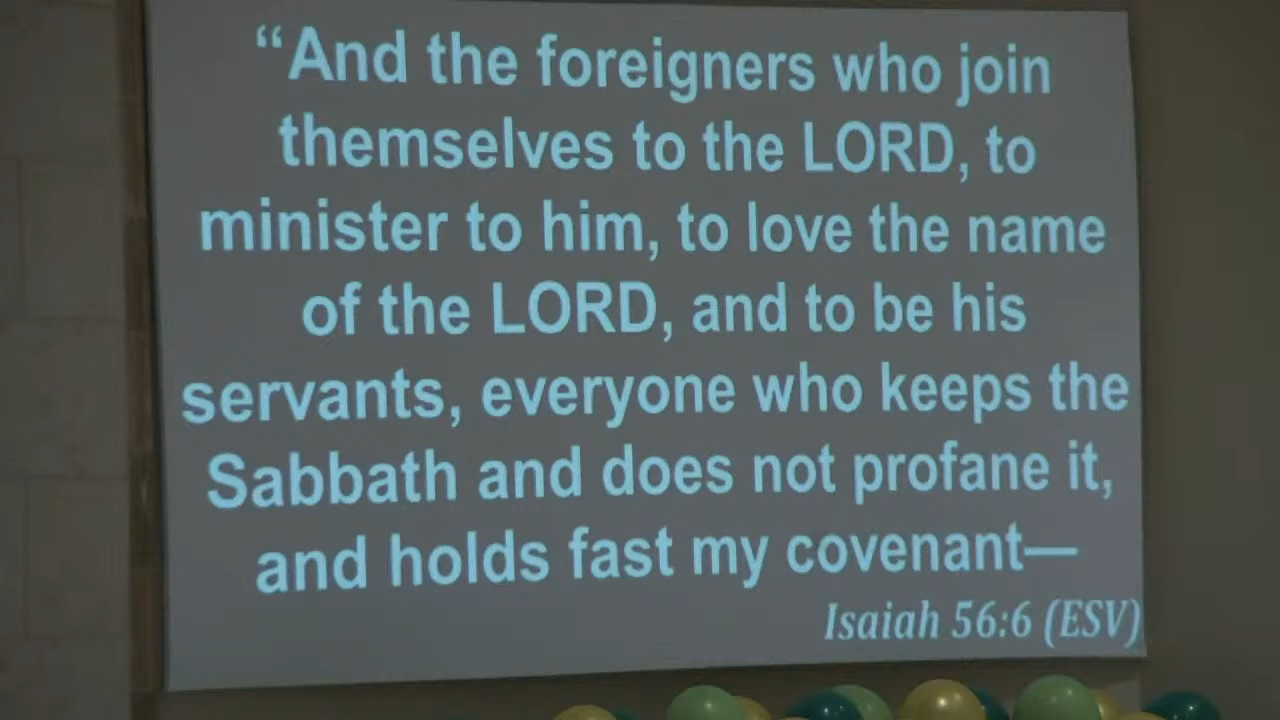 “And the foreigners who join
themselves to the LORD, to
minister to him, to love the name
of the LORD, and to be his
servants, everyone who keeps the
Sabbath and does not profane it,
and holds fast my covenant—
Isaiah 56:6 (ESV)